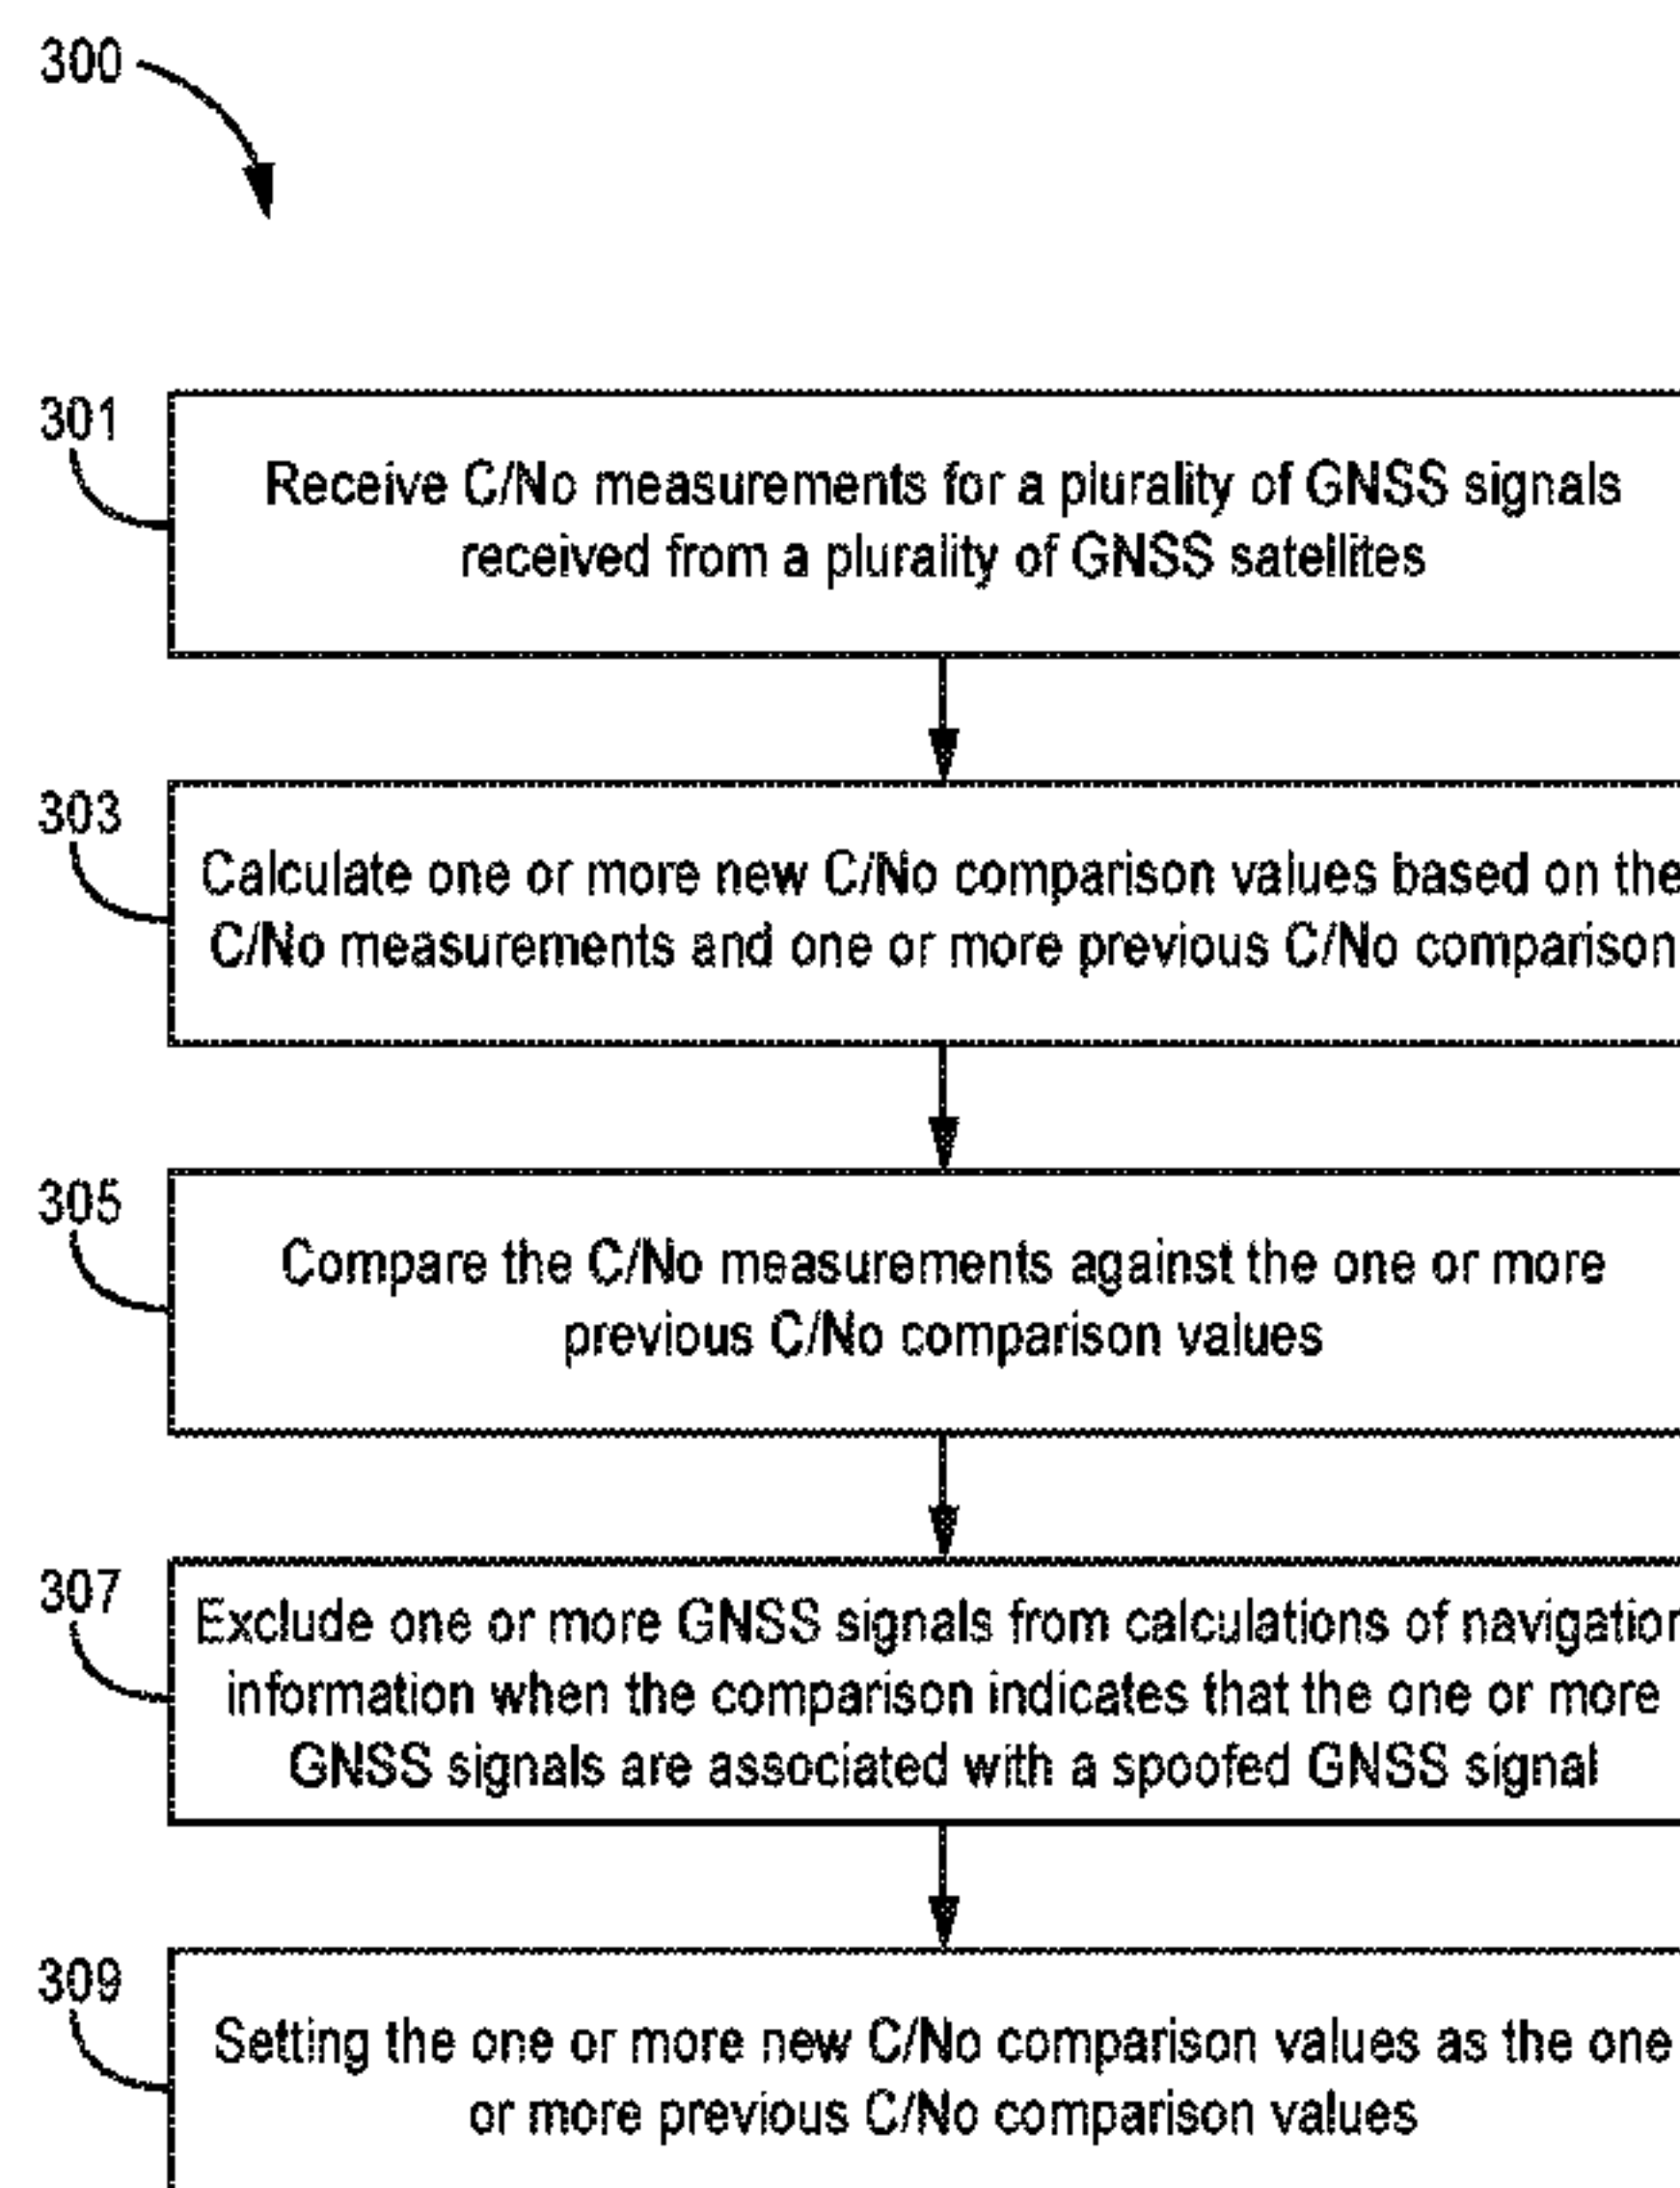 300
301
Receive C/No measurements for a plurality of GNSS signals
received from a plurality of GNSS satellites
303
Calculate one or more new C/No comparison values based on the
C/No measurements and one or more previous C/No comparison
305
Compare the C/No measurements against the one or more
previous C/No comparison values
307
Exclude one or more GNSS signals from calculations of navigation
information when the comparison indicates that the one or more
GNSS signals are associated with a spoofed GNSS signal
309
Setting the one or more new C/No comparison values as the one
or more previous C/No comparison values